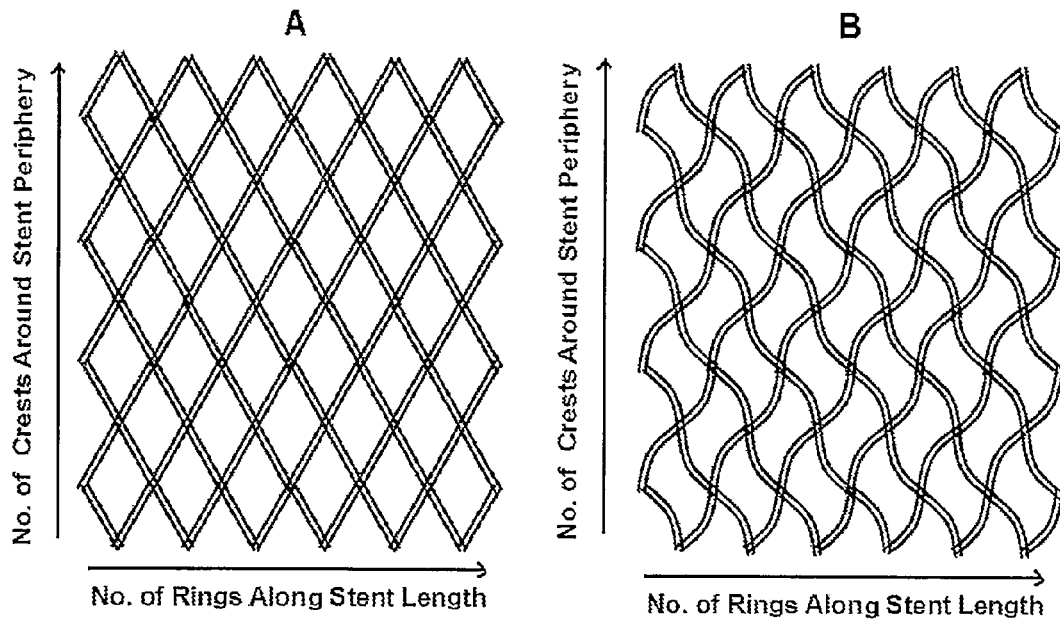 A
No. of Crests Around Stent Periphery
No. of Rings Along Stent Length
B
No. of Crests Around Stent Periphery
No. of Rings Along Stent Length